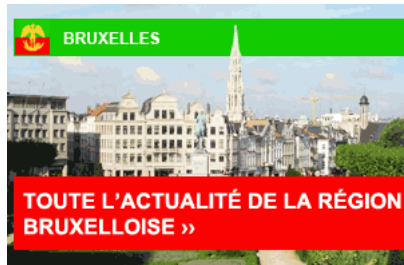 BRUXELLES
TOUTE L’ACTUALITÉ DE LA RÉGION
BRUXELLOISE ››